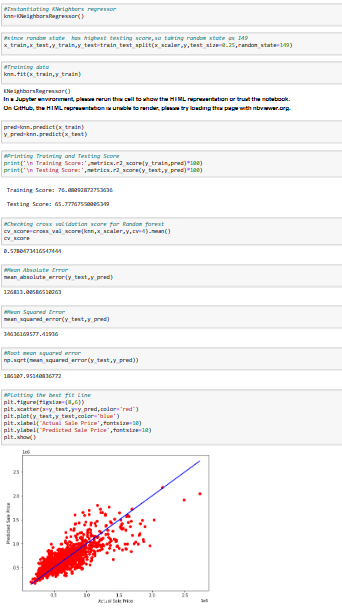 #Instantiating KNeighbors regressor
knn=KNeighborsRegressor()
#since random state  has highest testing score,so taking random state as 149
x_train,x_test,y_train,y_test=train_test_split(x_scaler,y,test_size=0.25,random_state=149)
#Training data
knn.fit(x_train,y_train)
KNeighborsRegressor()
In a Jupyter environment, please rerun this cell to show the HTML representation or trust the notebook.
On GitHub, the HTML representation is unable to render, please try loading this page with nbviewer.org.
pred=knn.predict(x_train)
y_pred=knn.predict(x_test)
#Printing Training and Testing Score
print('\n Training Score:',metrics.r2_score(y_train,pred)*100)
print('\n Testing Score:',metrics.r2_score(y_test,y_pred)*100)
Training Score: 76.08092872753636
Testing Score: 65.77767550005349
#Checking cross validation score for Random forest
cv_score=cross_val_score(knn,x_scaler,y,cv=4).mean()
cv_score
0.5780473416547444
#Mean Absolute Error
mean_absolute_error(y_test,y_pred)
126813.00586510263
#Mean Squared Error
mean_squared_error(y_test,y_pred)
34636169577.41936
#Root mean squared error
np.sqrt(mean_squared_error(y_test,y_pred))
186107.95140836772
#Plotting the best fit line
plt.figure(figsize=(8,6))
plt.scatter(x=y_test,y=y_pred,color='red')
plt.plot(y_test,y_test,color='blue')
plt.xlabel('Actual Sale Price',fontsize=10)
plt.ylabel('Predicted Sale Price',fontsize=10)
plt.show()
1e6
2.5
2.0
1.5
1.0
0.5
Predicted Sale Price
0.5 1.0 1.5 2.0 2.5
Actual Sale Price
1e6